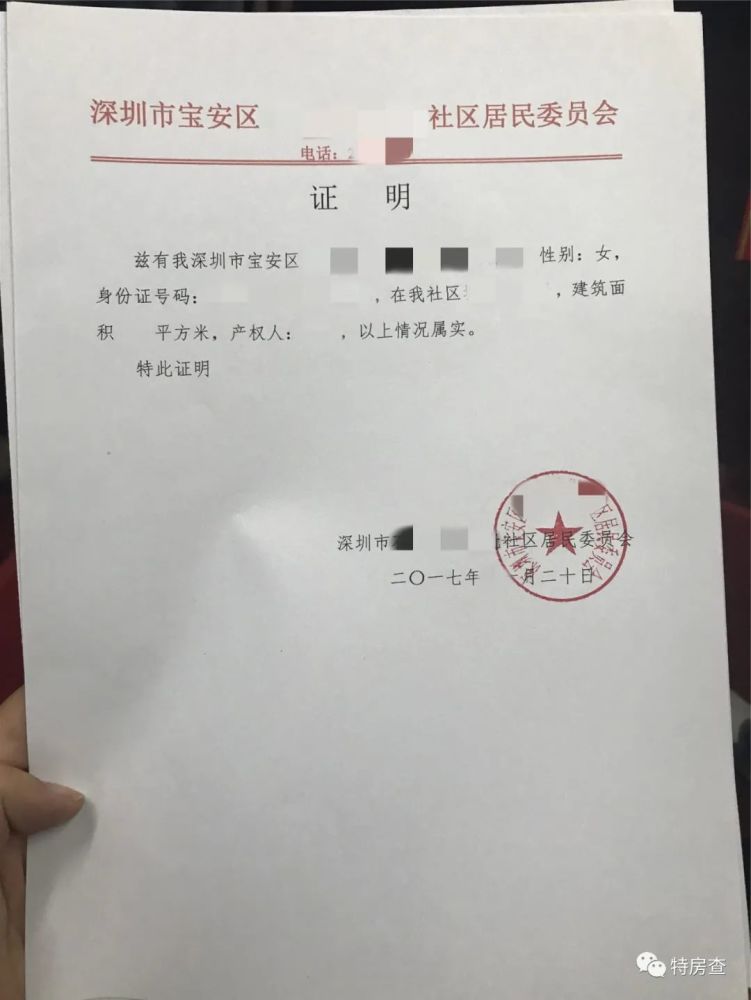 深圳市宝安区 社区居民委员会
电话：2
证 明
兹有我深圳市宝安区 性别：女，
身份证号码： ，在我社区 ，建筑面
积 平方米，产权人： ，以上情况属实。
特此证明
深圳市 社区居民委员会
二〇一七年 月二十日
特房查